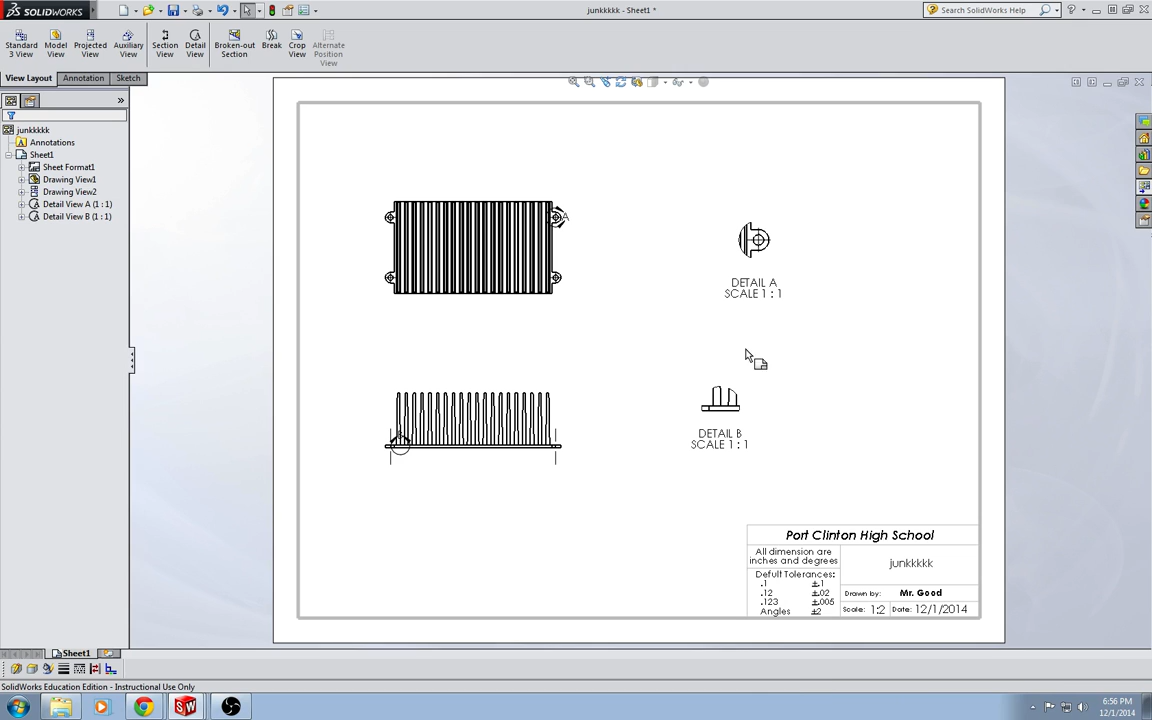 SOLIDWORKS
junkkkkk - Sheet1 *
Search SolidWorks Help
Standard 3 View
Model View
Projected View
Auxiliary View
Section View
Detail View
Broken-out Section
Break
Crop View
Alternate Position View
View Layout
Annotation
Sketch
junkkkkk
A Annotations
Sheet1
Sheet Format1
Drawing View1
Drawing View2
Detail View A (1 : 1)
Detail View B (1 : 1)
A
DETAIL A
SCALE 1 : 1
DETAIL B
SCALE 1 : 1
Port Clinton High School
All dimension are
inches and degrees
Defult Tolerances:
.1 ±.1
.12 ±.02
.123 ±.005
Angles ±2
junkkkkk
Drawn by: Mr. Good
Scale: 1:2 Date: 12/1/2014
Sheet1
SolidWorks Education Edition - Instructional Use Only
SW
6:56 PM
12/1/2014